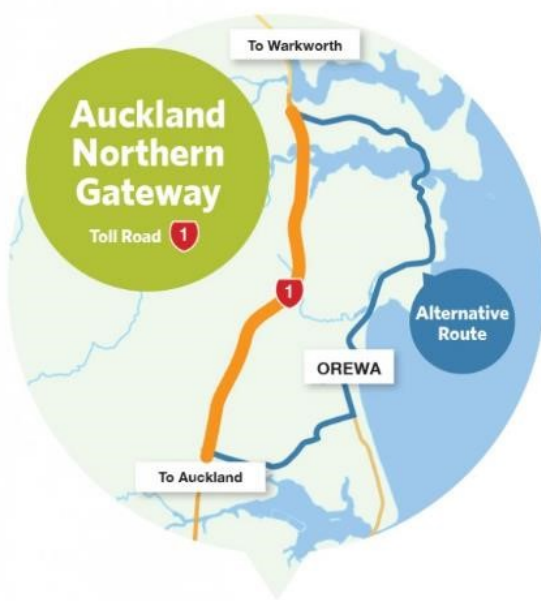 To Warkworth
Auckland
Northern
Gateway
Toll Road 1
1
Alternative
Route
OREWA
To Auckland